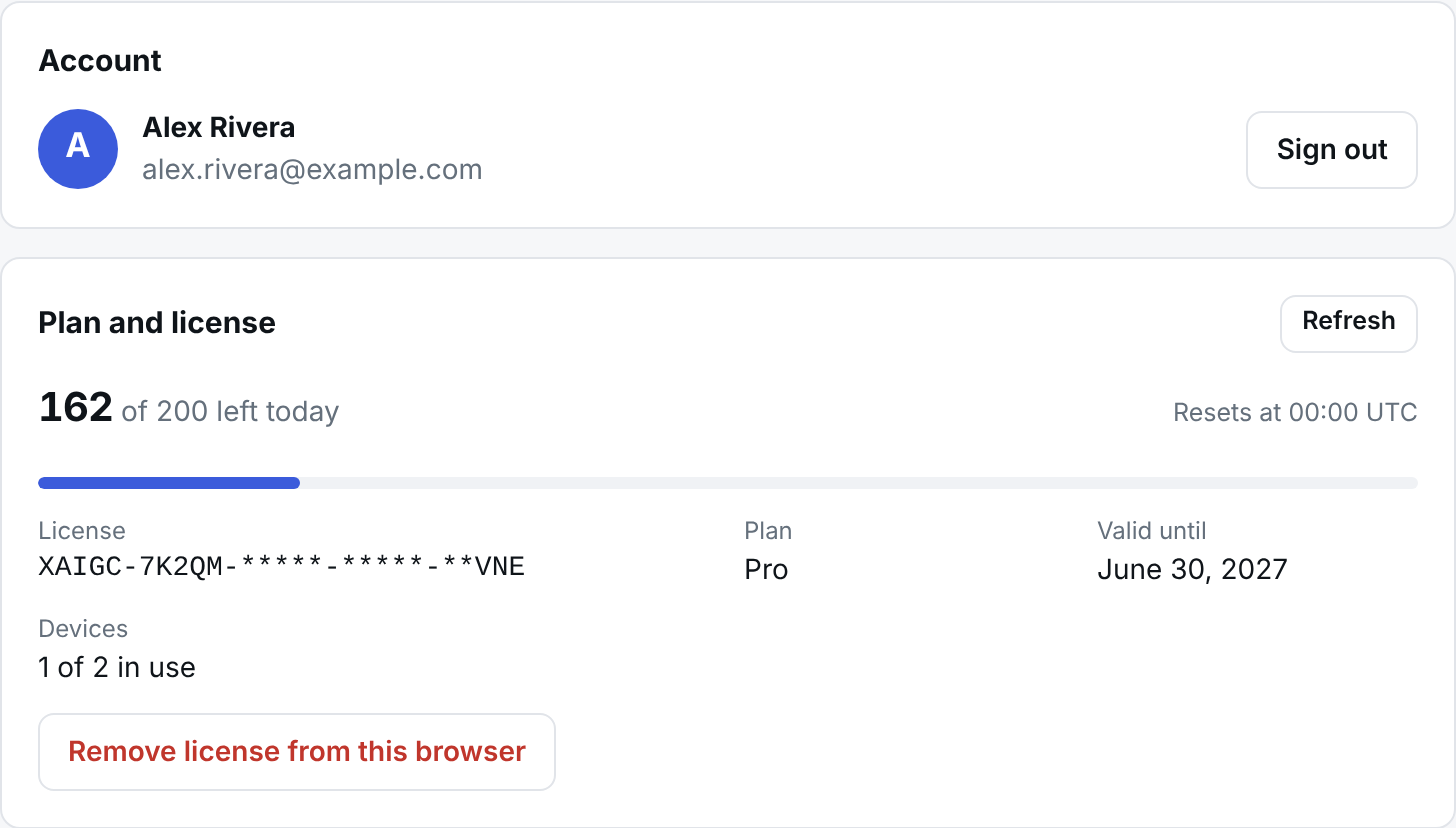 Account
A
Alex Rivera
alex.rivera@example.com
Sign out
Plan and license
Refresh
162 of 200 left today
Resets at 00:00 UTC
License
XAIGC-7K2QM-*****-*****-**VNE
Plan
Pro
Valid until
June 30, 2027
Devices
1 of 2 in use
Remove license from this browser